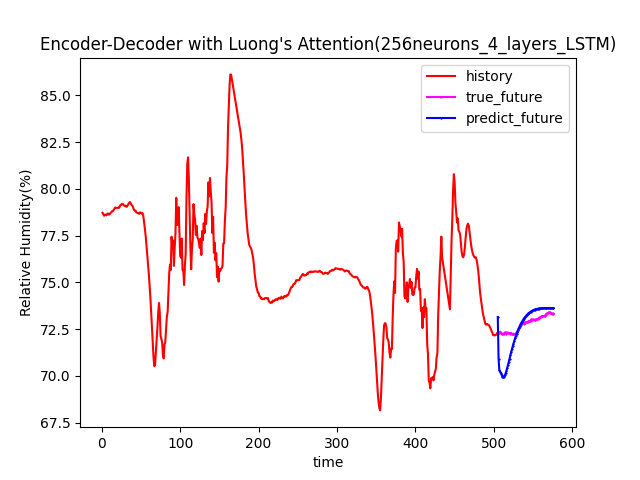 Encoder-Decoder with Luong's Attention(256neurons_4_layers_LSTM)
history
true_future
predict_future
Relative Humidity(%)
85.0
82.5
80.0
77.5
75.0
72.5
70.0
67.5
0 100 200 300 400 500 600
time